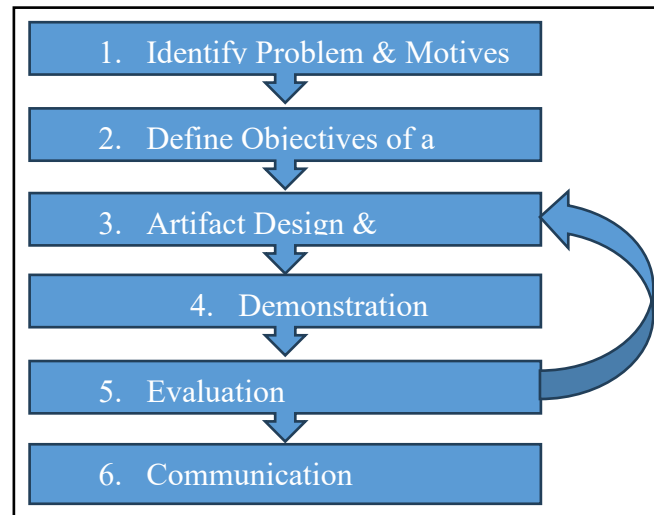 1. Identify Problem & Motives
2. Define Objectives of a
3. Artifact Design &
4. Demonstration
5. Evaluation
6. Communication